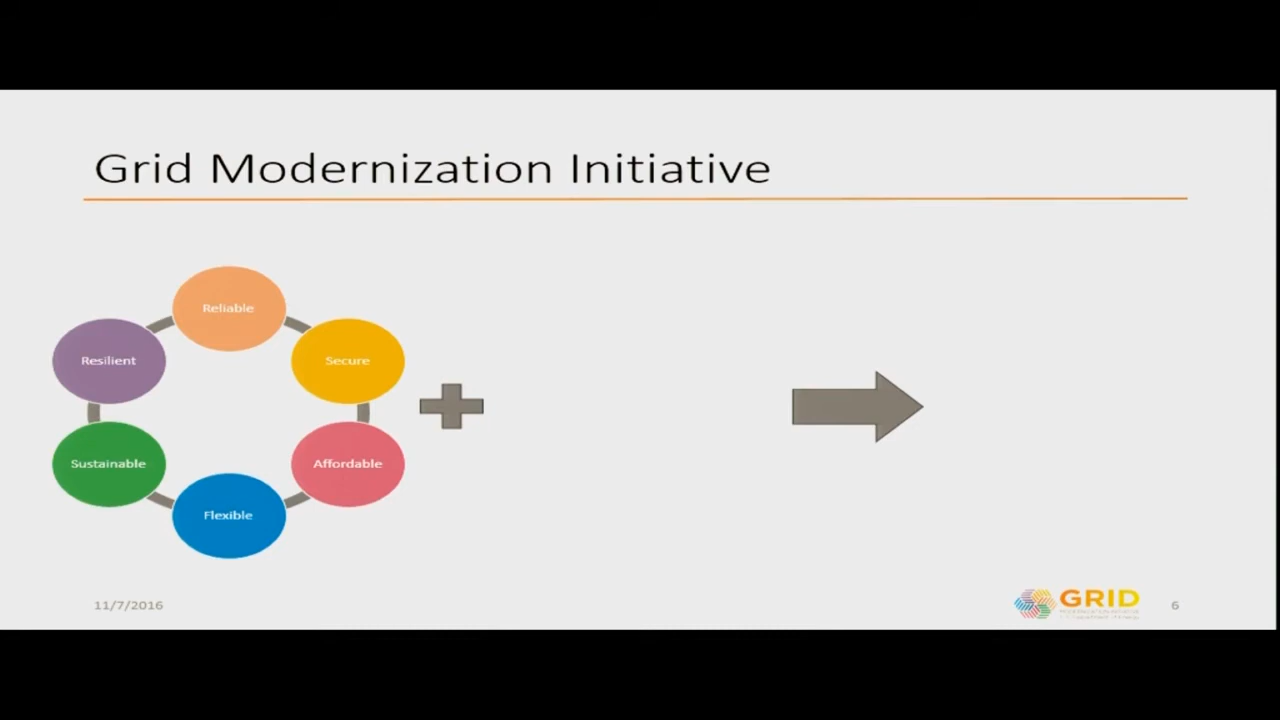 Grid Modernization Initiative
Reliable
Resilient
Secure
Sustainable
Affordable
Flexible
11/7/2016
GRID
6